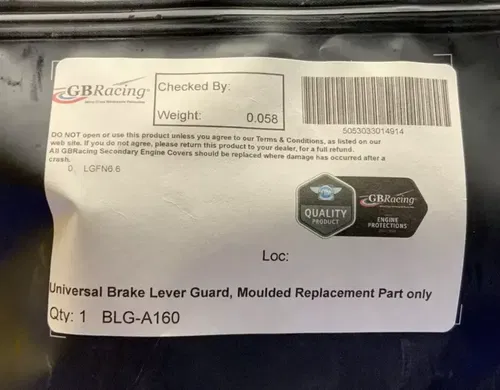 GBRacing
Checked By:
Weight: 0.058
5053033014914
DO NOT open or use this product unless you agree to our Terms & Conditions, as listed on our
web site. If you do not agree, please return this product to your dealer, for a full refund.
All GBRacing Secondary Engine Covers should be replaced where damage has occurred after a
crash.
0, LGFN6.6
QUALITY
PRODUCT
GBRacing
ENGINE
PROTECTIONS
Loc:
Universal Brake Lever Guard, Moulded Replacement Part only
Qty: 1 BLG-A160